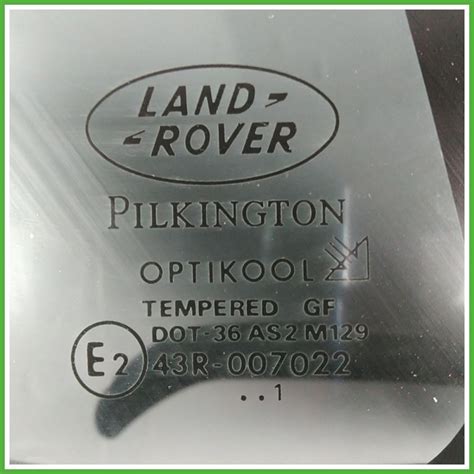 LAND
ROVER
PILKINGTON
OPTIKOOL
TEMPERED GF
DOT-36 AS2 M129
E2 43R-007022
..1